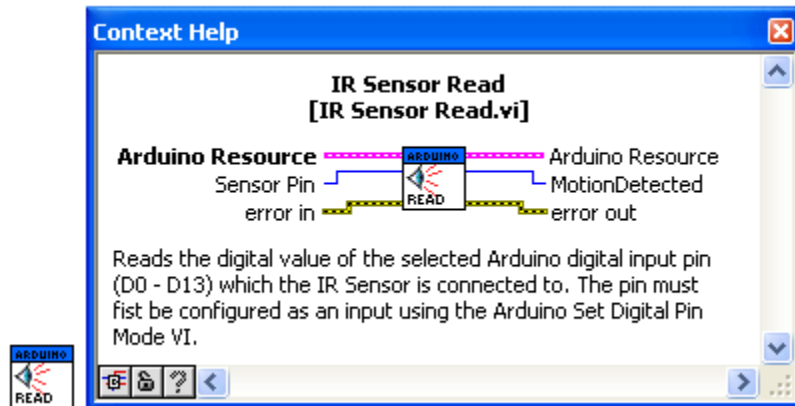 Context Help
IR Sensor Read
[IR Sensor Read.vi]
Arduino Resource ARDUINO Arduino Resource
Sensor Pin MotionDetected
error in READ error out
Reads the digital value of the selected Arduino digital input pin
(D0 - D13) which the IR Sensor is connected to. The pin must
fist be configured as an input using the Arduino Set Digital Pin
Mode VI.
ARDUINO
READ
?